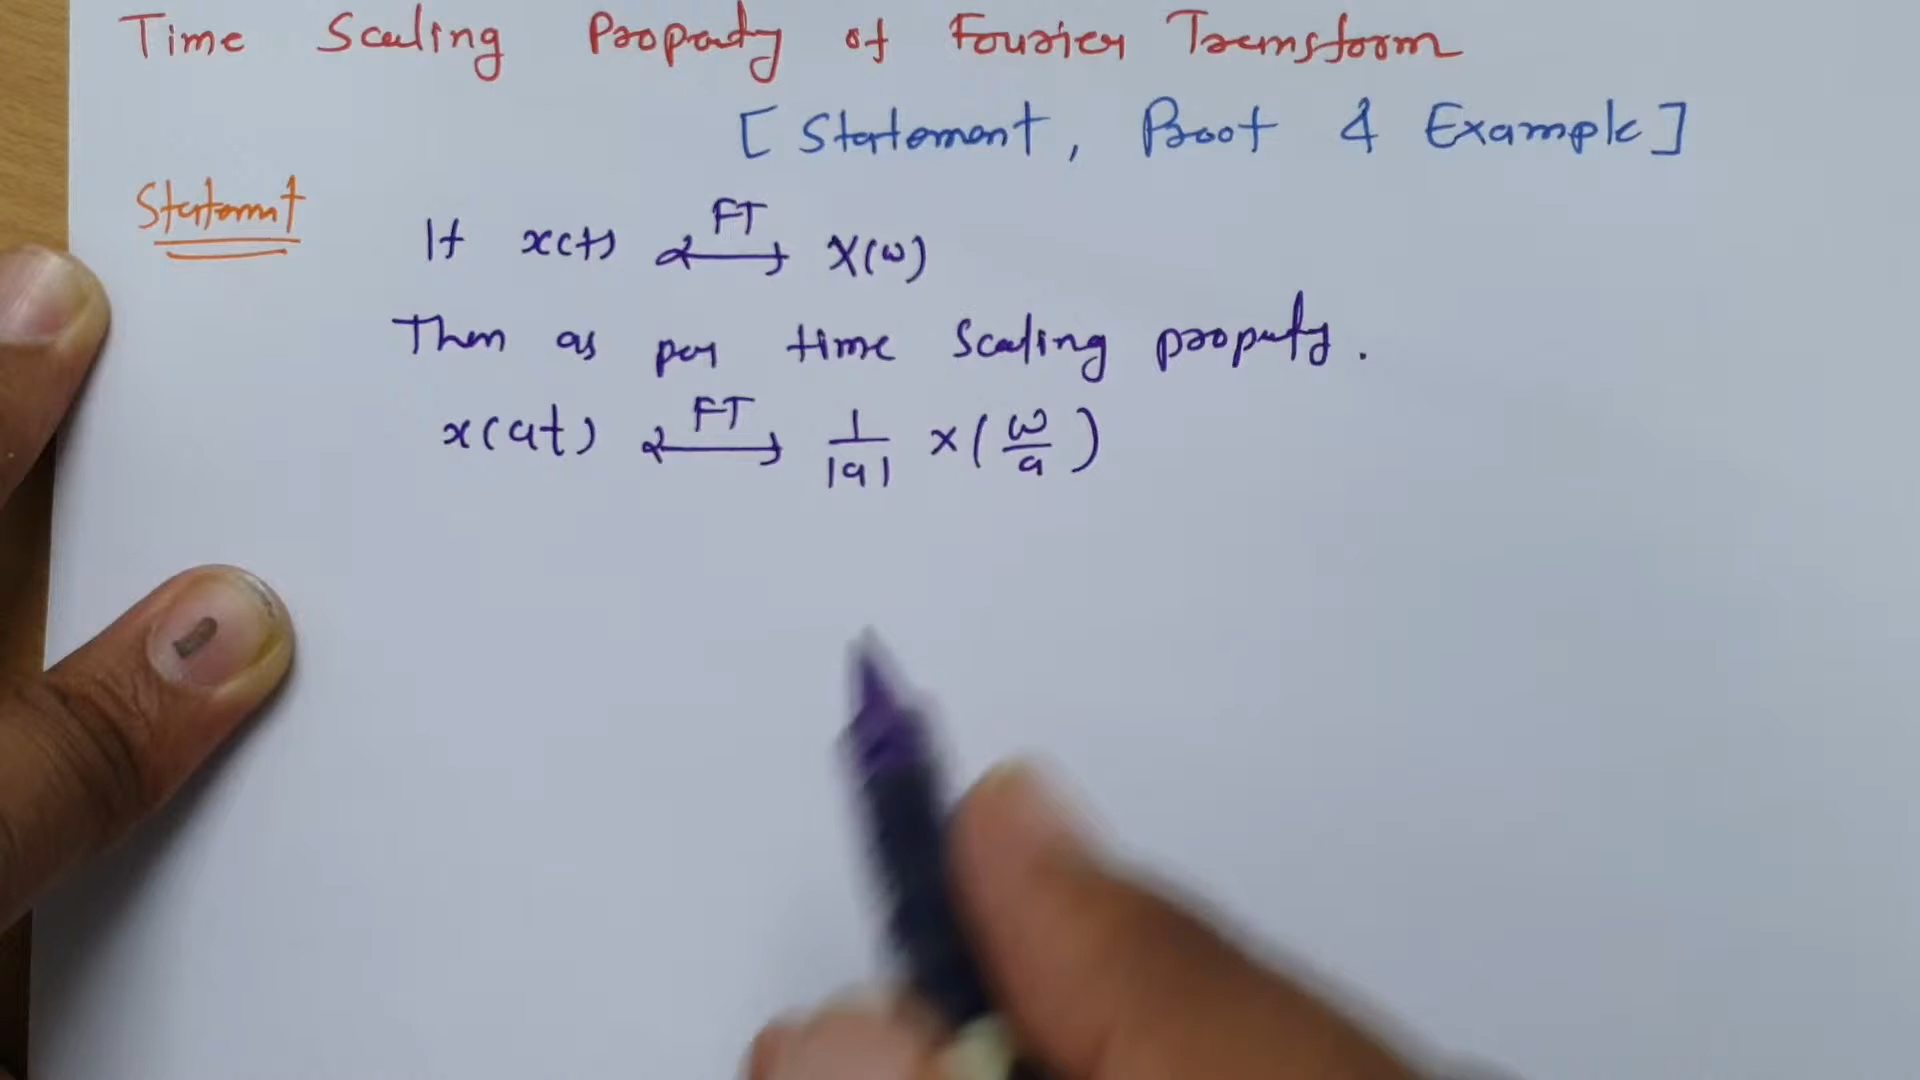 Time Scaling Property of Fourier Transform
[Statement, Proof & Example]
Statement
If x(t) <-FT-> X(ω)
Then as per time scaling property.
x(at) <-FT-> 1/|a| X(ω/a)